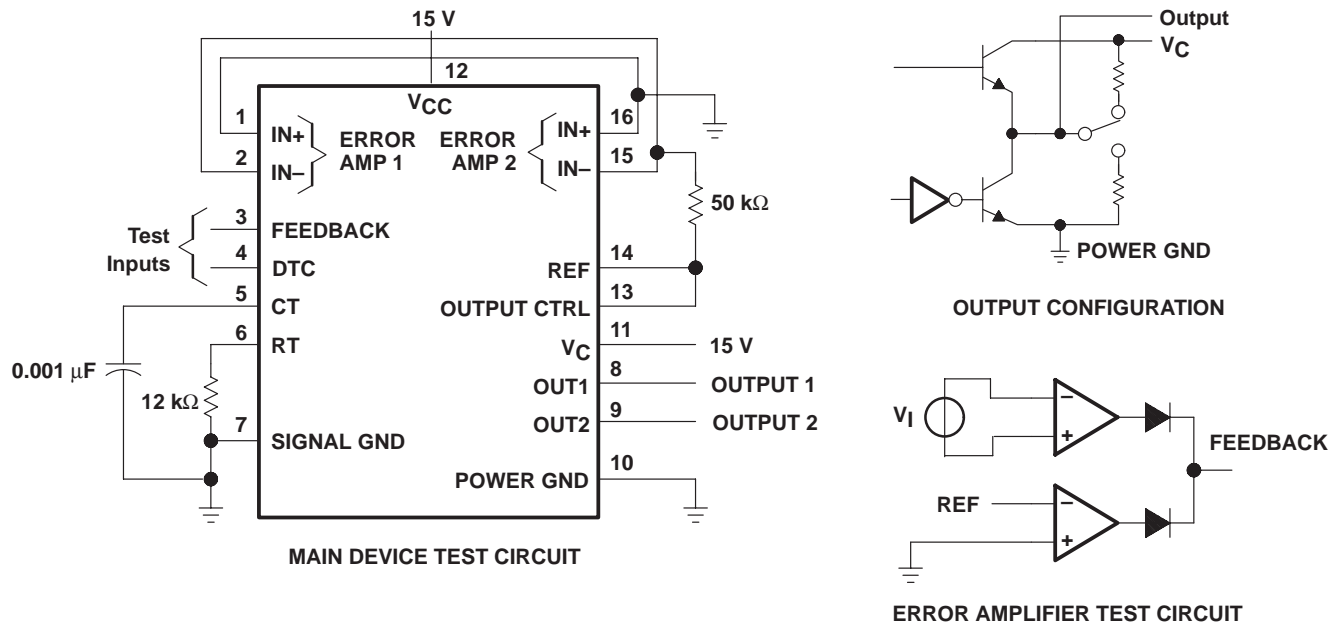 15 V
12
VCC
1
IN+
2
IN–
ERROR
AMP 1
ERROR
AMP 2
IN+
16
IN–
15
50 kΩ
Test
Inputs
3
FEEDBACK
4
DTC
5
CT
6
RT
0.001 μF
12 kΩ
7
SIGNAL GND
REF
14
OUTPUT CTRL
13
VC
11
15 V
OUT1
8
OUTPUT 1
OUT2
9
OUTPUT 2
POWER GND
10
MAIN DEVICE TEST CIRCUIT
Output
VC
POWER GND
OUTPUT CONFIGURATION
VI
–
+
FEEDBACK
REF
–
+
ERROR AMPLIFIER TEST CIRCUIT